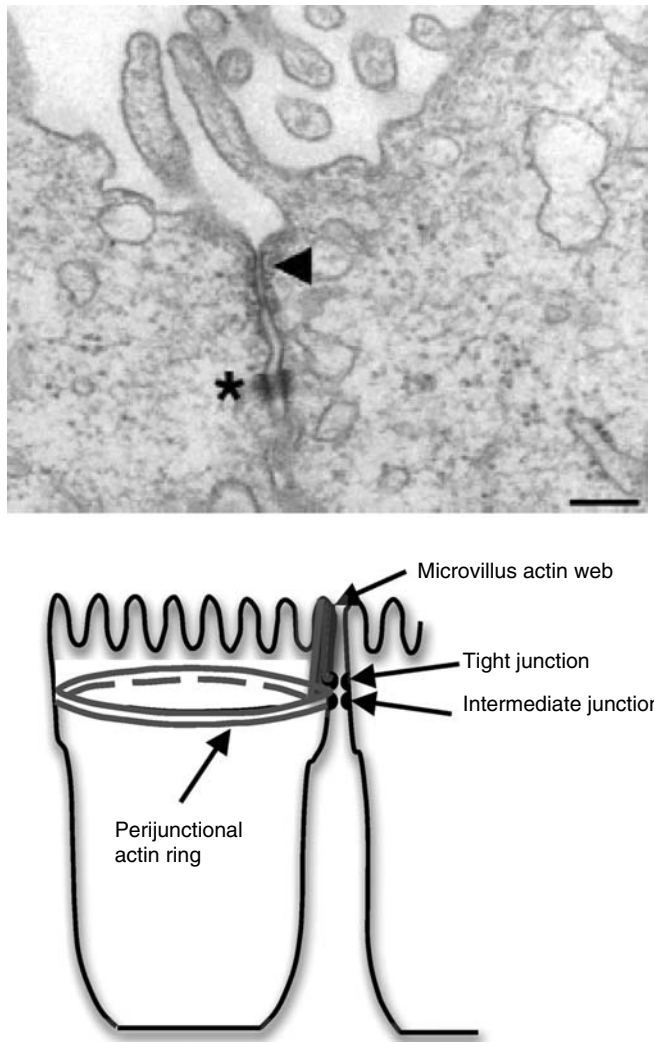 *
Microvillus actin web
Tight junction
Intermediate junction
Perijunctional
actin ring